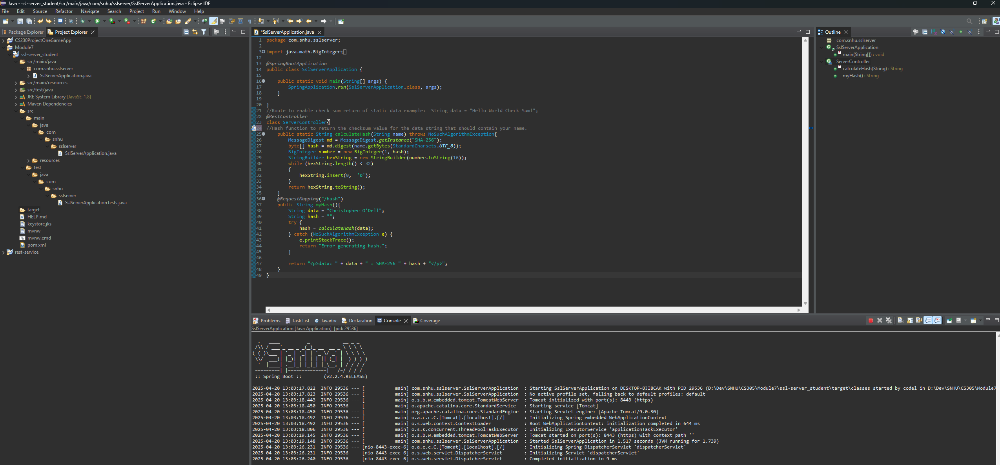 Java - ssl-server_student/src/main/java/com/snhu/sslserver/SslServerApplication.java - Eclipse IDE
File Edit Source Refactor Navigate Search Project Run Window Help
Package Explorer Project Explorer
CS230ProjectOneGameApp
Module7
ssl-server_student
src/main/java
com.snhu.sslserver
SslServerApplication.java
src/main/resources
src/test/java
JRE System Library [JavaSE-1.8]
Maven Dependencies
src
main
java
com
snhu
sslserver
SslServerApplication.java
resources
test
java
com
snhu
sslserver
SslServerApplicationTests.java
target
HELP.md
keystore.jks
mvnw
mvnw.cmd
pom.xml
rest-service
*SslServerApplication.java
1 package com.snhu.sslserver;
2
3 import java.math.BigInteger;
12
13 @SpringBootApplication
14 public class SslServerApplication {
15
16     public static void main(String[] args) {
17         SpringApplication.run(SslServerApplication.class, args);
18     }
19
20 }
21 //Route to enable check sum return of static data example:  String data = "Hello World Check Sum!";
22 @RestController
23 class ServerController{
24 //Hash function to return the checksum value for the data string that should contain your name.
25     public static String calculateHash(String name) throws NoSuchAlgorithmException{
26         MessageDigest md = MessageDigest.getInstance("SHA-256");
27         byte[] hash = md.digest(name.getBytes(StandardCharsets.UTF_8));
28         BigInteger number = new BigInteger(1, hash);
29         StringBuilder hexString = new StringBuilder(number.toString(16));
30         while (hexString.length() < 32)
31         {
32             hexString.insert(0,  '0');
33         }
34         return hexString.toString();
35     }
36     @RequestMapping("/hash")
37     public String myHash(){
38         String data = "Christopher O'Dell";
39         String hash = "";
40         try {
41             hash = calculateHash(data);
42         } catch (NoSuchAlgorithmException e) {
43             e.printStackTrace();
44             return "Error generating hash.";
45         }
46
47         return "<p>data: " + data + " : SHA-256 " + hash + "</p>";
48     }
49 }
Outline
com.snhu.sslserver
SslServerApplication
main(String[]) : void
ServerController
calculateHash(String) : String
myHash() : String
Problems Task List Javadoc Declaration Console Coverage
SslServerApplication [Java Application] [pid: 29536]
Spring
:: Spring Boot ::        (v2.2.4.RELEASE)
2025-04-20 13:03:17.822  INFO 29536 --- [           main] com.snhu.sslserver.SslServerApplication  : Starting SslServerApplication on DESKTOP-8JI8CAK with PID 29536 (D:\Dev\SNHU\CS305\Module7\ssl-server_student\target\classes started by codel in D:\Dev\SNHU\CS305\Module7
2025-04-20 13:03:17.823  INFO 29536 --- [           main] com.snhu.sslserver.SslServerApplication  : No active profile set, falling back to default profiles: default
2025-04-20 13:03:18.443  INFO 29536 --- [           main] o.s.b.w.embedded.tomcat.TomcatWebServer  : Tomcat initialized with port(s): 8443 (https)
2025-04-20 13:03:18.450  INFO 29536 --- [           main] o.apache.catalina.core.StandardService   : Starting service [Tomcat]
2025-04-20 13:03:18.450  INFO 29536 --- [           main] org.apache.catalina.core.StandardEngine  : Starting Servlet engine: [Apache Tomcat/9.0.30]
2025-04-20 13:03:18.492  INFO 29536 --- [           main] o.a.c.c.C.[Tomcat].[localhost].[/]       : Initializing Spring embedded WebApplicationContext
2025-04-20 13:03:18.492  INFO 29536 --- [           main] o.s.web.context.ContextLoader            : Root WebApplicationContext: initialization completed in 644 ms
2025-04-20 13:03:18.806  INFO 29536 --- [           main] o.s.s.concurrent.ThreadPoolTaskExecutor  : Initializing ExecutorService 'applicationTaskExecutor'
2025-04-20 13:03:19.145  INFO 29536 --- [           main] o.s.b.w.embedded.tomcat.TomcatWebServer  : Tomcat started on port(s): 8443 (https) with context path ''
2025-04-20 13:03:19.148  INFO 29536 --- [           main] com.snhu.sslserver.SslServerApplication  : Started SslServerApplication in 1.517 seconds (JVM running for 1.739)
2025-04-20 13:03:26.231  INFO 29536 --- [nio-8443-exec-6] o.a.c.c.C.[Tomcat].[localhost].[/]       : Initializing Spring DispatcherServlet 'dispatcherServlet'
2025-04-20 13:03:26.231  INFO 29536 --- [nio-8443-exec-6] o.s.web.servlet.DispatcherServlet        : Initializing Servlet 'dispatcherServlet'
2025-04-20 13:03:26.240  INFO 29536 --- [nio-8443-exec-6] o.s.web.servlet.DispatcherServlet        : Completed initialization in 9 ms